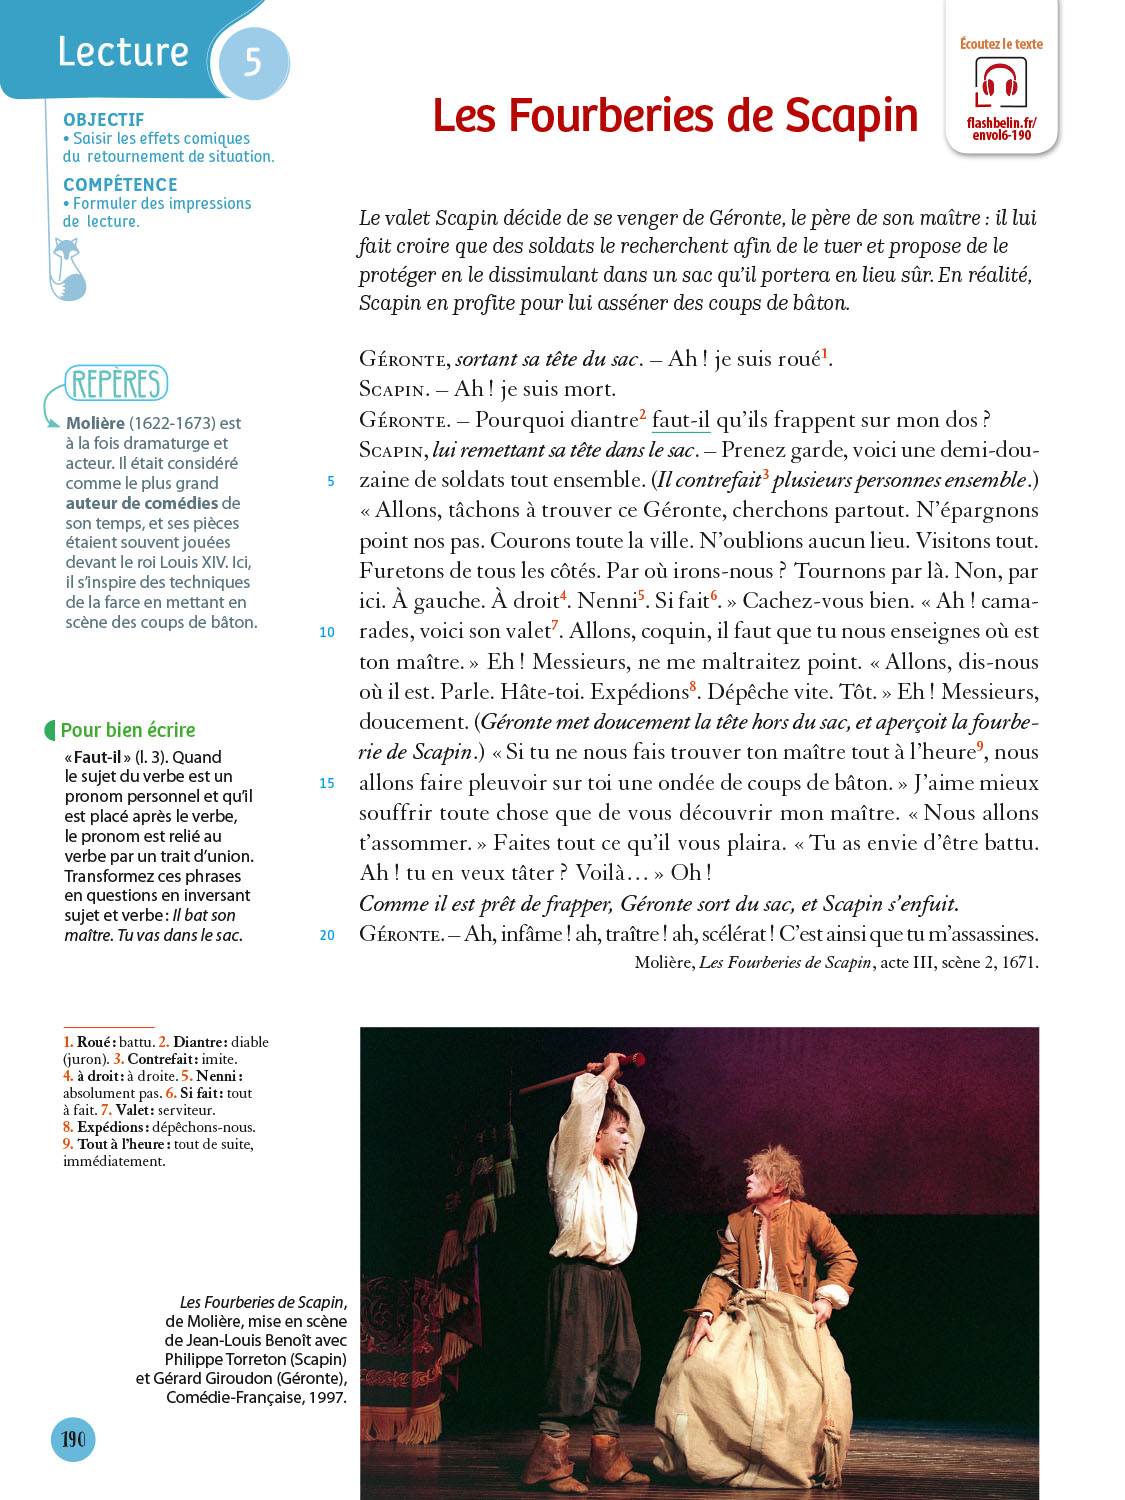 Lecture 5
Écoutez le texte
flashbelin.fr/
envol6-190
Les Fourberies de Scapin
OBJECTIF
• Saisir les effets comiques
du retournement de situation.
COMPÉTENCE
• Formuler des impressions
de lecture.
Le valet Scapin décide de se venger de Géronte, le père de son maître : il lui
fait croire que des soldats le recherchent afin de le tuer et propose de le
protéger en le dissimulant dans un sac qu'il portera en lieu sûr. En réalité,
Scapin en profite pour lui asséner des coups de bâton.
GÉRONTE, sortant sa tête du sac. – Ah ! je suis roué1.
SCAPIN. – Ah ! je suis mort.
GÉRONTE. – Pourquoi diantre2 faut-il qu'ils frappent sur mon dos ?
SCAPIN, lui remettant sa tête dans le sac. – Prenez garde, voici une demi-dou-
5 zaine de soldats tout ensemble. (Il contrefait3 plusieurs personnes ensemble.)
« Allons, tâchons à trouver ce Géronte, cherchons partout. N'épargnons
point nos pas. Courons toute la ville. N'oublions aucun lieu. Visitons tout.
Furetons de tous les côtés. Par où irons-nous ? Tournons par là. Non, par
ici. À gauche. À droit4. Nenni5. Si fait6. » Cachez-vous bien. « Ah ! cama-
10 rades, voici son valet7. Allons, coquin, il faut que tu nous enseignes où est
ton maître. » Eh ! Messieurs, ne me maltraitez point. « Allons, dis-nous
où il est. Parle. Hâte-toi. Expédions8. Dépêche vite. Tôt. » Eh ! Messieurs,
doucement. (Géronte met doucement la tête hors du sac, et aperçoit la fourbe-
rie de Scapin.) « Si tu ne nous fais trouver ton maître tout à l'heure9, nous
15 allons faire pleuvoir sur toi une ondée de coups de bâton. » J'aime mieux
souffrir toute chose que de vous découvrir mon maître. « Nous allons
t'assommer. » Faites tout ce qu'il vous plaira. « Tu as envie d'être battu.
Ah ! tu en veux tâter ? Voilà… » Oh !
Comme il est prêt de frapper, Géronte sort du sac, et Scapin s'enfuit.
20 GÉRONTE. – Ah, infâme ! ah, traître ! ah, scélérat ! C'est ainsi que tu m'assassines.
Molière, Les Fourberies de Scapin, acte III, scène 2, 1671.
REPÈRES
Molière (1622-1673) est
à la fois dramaturge et
acteur. Il était considéré
comme le plus grand
auteur de comédies de
son temps, et ses pièces
étaient souvent jouées
devant le roi Louis XIV. Ici,
il s'inspire des techniques
de la farce en mettant en
scène des coups de bâton.
Pour bien écrire
« Faut-il » (l. 3). Quand
le sujet du verbe est un
pronom personnel et qu'il
est placé après le verbe,
le pronom est relié au
verbe par un trait d'union.
Transformez ces phrases
en questions en inversant
sujet et verbe : Il bat son
maître. Tu vas dans le sac.
1. Roué : battu. 2. Diantre : diable
(juron). 3. Contrefait : imite.
4. à droit : à droite. 5. Nenni :
absolument pas. 6. Si fait : tout
à fait. 7. Valet : serviteur.
8. Expédions : dépêchons-nous.
9. Tout à l'heure : tout de suite,
immédiatement.
Les Fourberies de Scapin,
de Molière, mise en scène
de Jean-Louis Benoît avec
Philippe Torreton (Scapin)
et Gérard Giroudon (Géronte),
Comédie-Française, 1997.
190